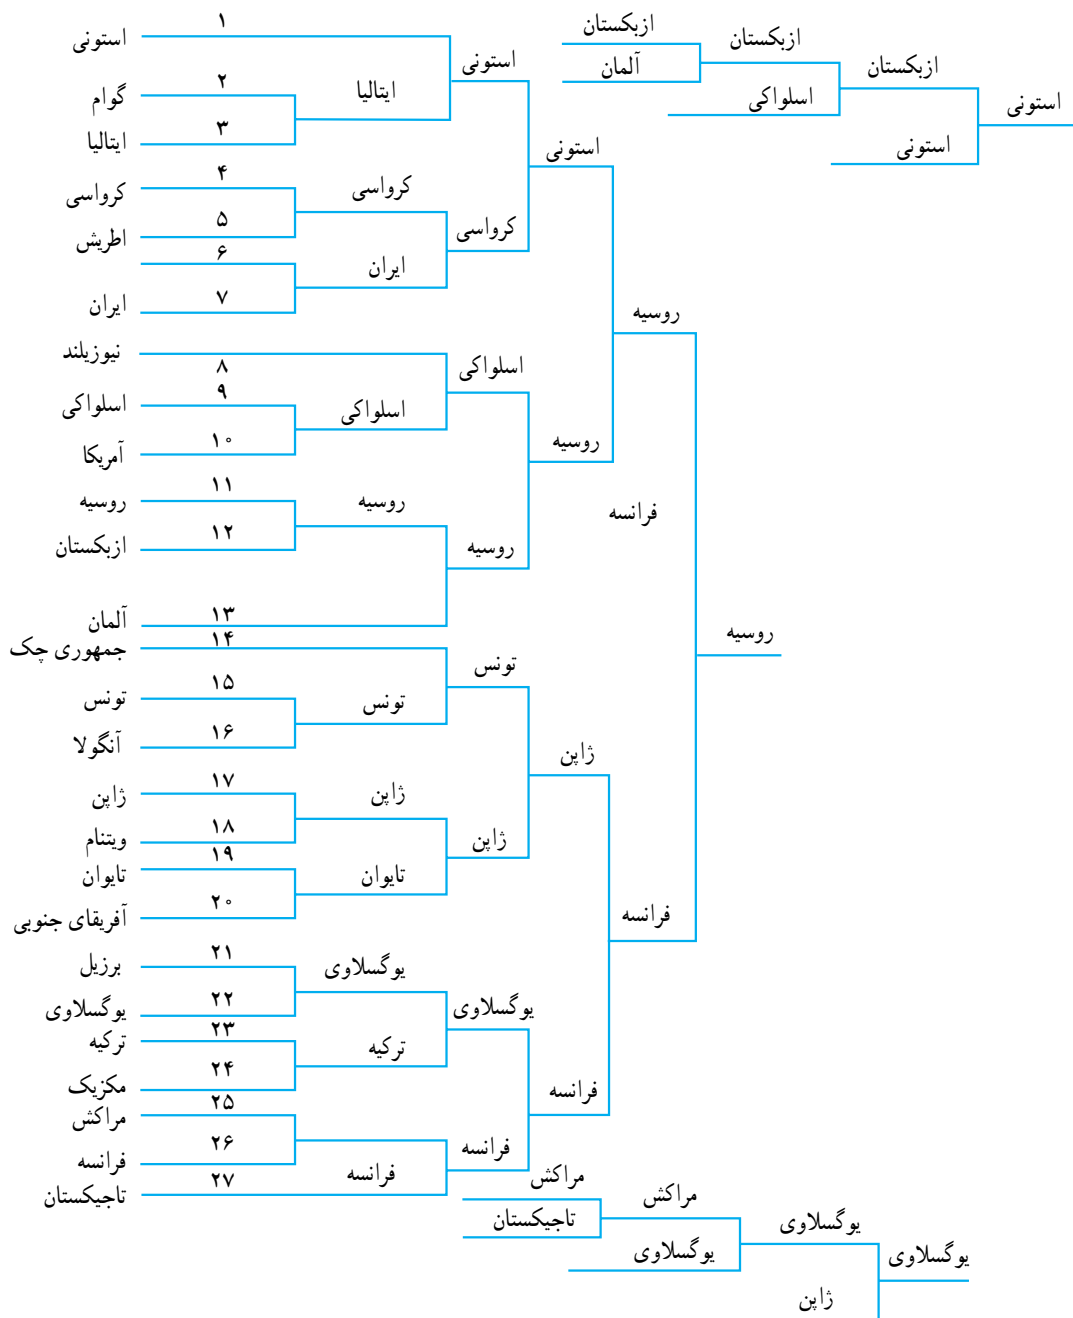 ۱
استونی
۲
گوام
۳
ایتالیا
۴
کرواسی
۵
اطریش
۶
۷
ایران
نیوزیلند
۸
۹
اسلواکی
۱۰
آمریکا
۱۱
روسیه
۱۲
ازبکستان
۱۳
آلمان
۱۴
جمهوری چک
۱۵
تونس
۱۶
آنگولا
۱۷
ژاپن
۱۸
ویتنام
۱۹
تایوان
۲۰
آفریقای جنوبی
۲۱
برزیل
۲۲
یوگسلاوی
۲۳
ترکیه
۲۴
مکزیک
۲۵
مراکش
۲۶
فرانسه
۲۷
تاجیکستان
ایتالیا
کرواسی
ایران
اسلواکی
روسیه
تونس
ژاپن
تایوان
یوگسلاوی
ترکیه
فرانسه
استونی
کرواسی
اسلواکی
روسیه
تونس
ژاپن
یوگسلاوی
فرانسه
استونی
روسیه
ژاپن
فرانسه
روسیه
فرانسه
فرانسه
روسیه
ازبکستان
آلمان
ازبکستان
اسلواکی
ازبکستان
استونی
استونی
مراکش
تاجیکستان
مراکش
یوگسلاوی
یوگسلاوی
ژاپن
یوگسلاوی